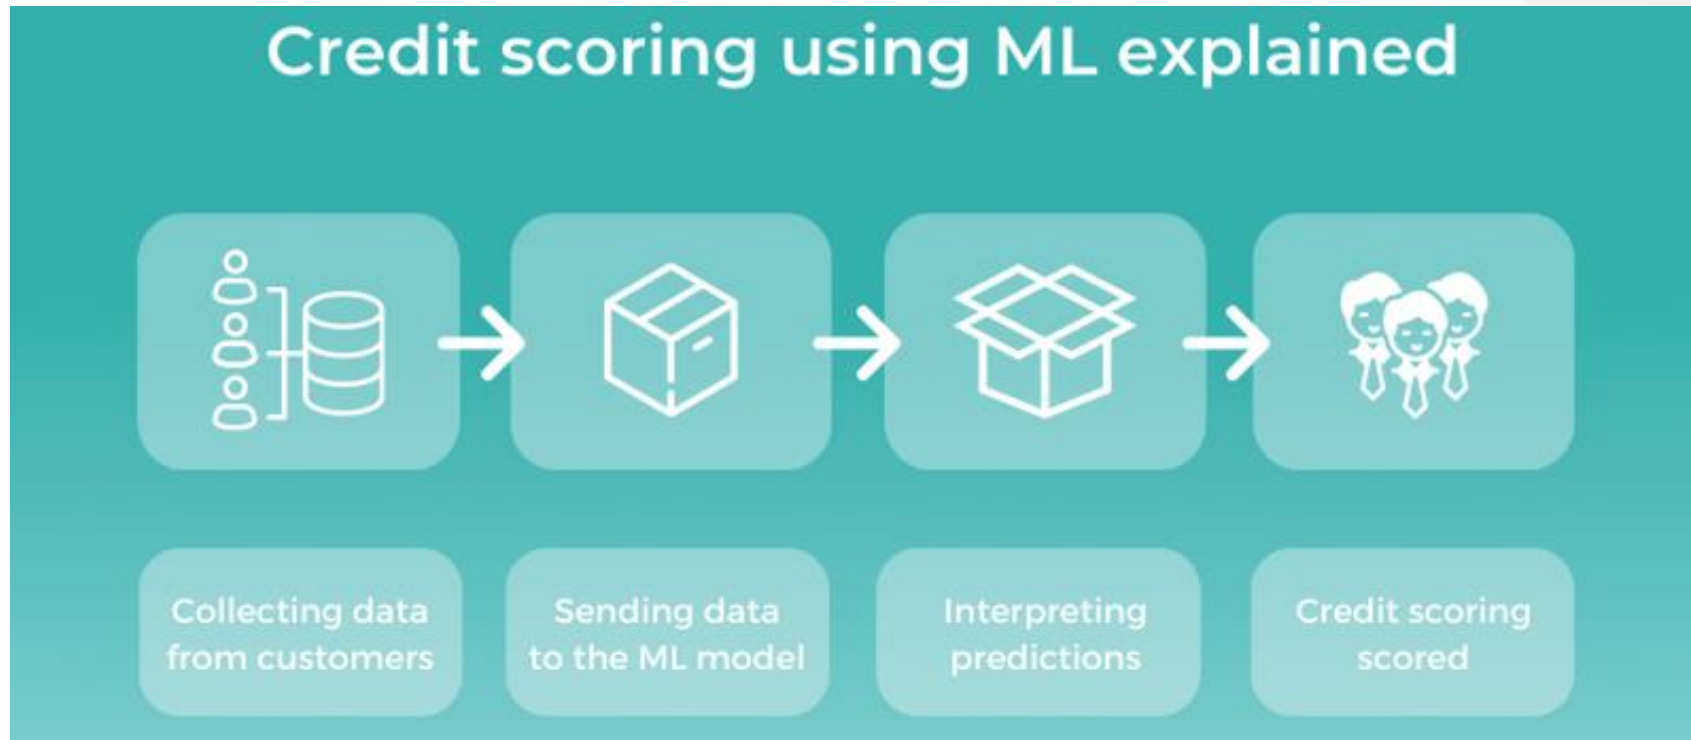 Credit scoring using ML explained
Collecting data
from customers
Sending data
to the ML model
Interpreting
predictions
Credit scoring
scored